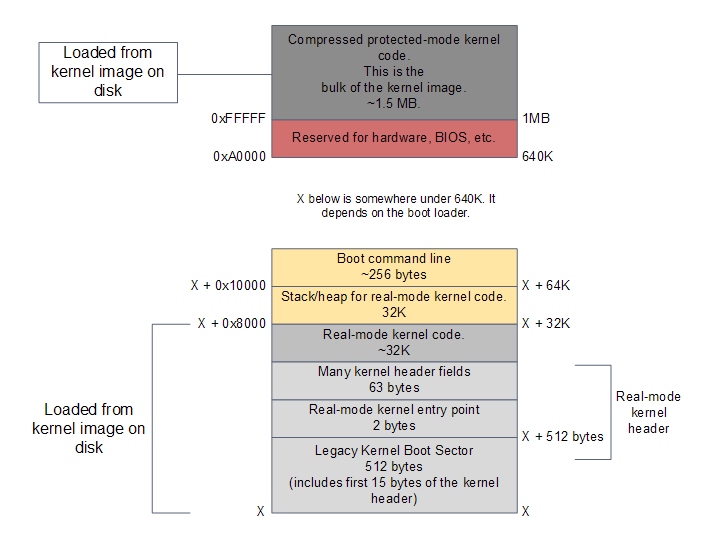 Loaded from
kernel image on
disk
Compressed protected-mode kernel
code.
This is the
bulk of the kernel image.
~1.5 MB.
0xFFFFF
1MB
Reserved for hardware, BIOS, etc.
0xA0000
640K
X below is somewhere under 640K. It
depends on the boot loader.
Boot command line
~256 bytes
X + 0x10000
X + 64K
Stack/heap for real-mode kernel code.
32K
X + 0x8000
X + 32K
Real-mode kernel code.
~32K
Many kernel header fields
63 bytes
Real-mode kernel entry point
2 bytes
X + 512 bytes
Real-mode
kernel
header
Loaded from
kernel image on
disk
Legacy Kernel Boot Sector
512 bytes
(includes first 15 bytes of the kernel
header)
X
X